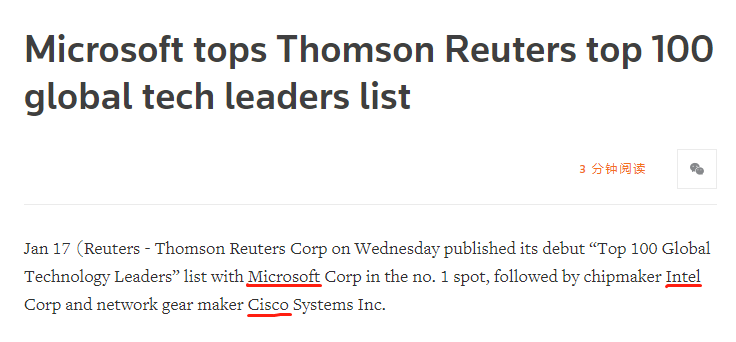 Microsoft tops Thomson Reuters top 100
global tech leaders list
3 分钟阅读
Jan 17 (Reuters - Thomson Reuters Corp on Wednesday published its debut “Top 100 Global
Technology Leaders” list with Microsoft Corp in the no. 1 spot, followed by chipmaker Intel
Corp and network gear maker Cisco Systems Inc.